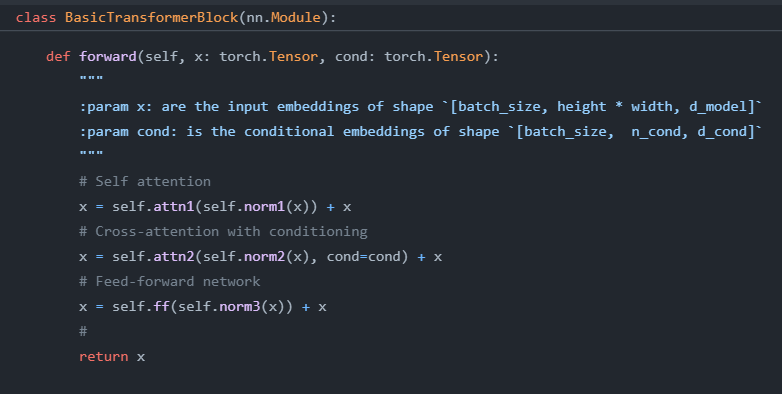 class BasicTransformerBlock(nn.Module):
def forward(self, x: torch.Tensor, cond: torch.Tensor):
"""
:param x: are the input embeddings of shape `[batch_size, height * width, d_model]`
:param cond: is the conditional embeddings of shape `[batch_size,  n_cond, d_cond]`
"""
# Self attention
x = self.attn1(self.norm1(x)) + x
# Cross-attention with conditioning
x = self.attn2(self.norm2(x), cond=cond) + x
# Feed-forward network
x = self.ff(self.norm3(x)) + x
#
return x